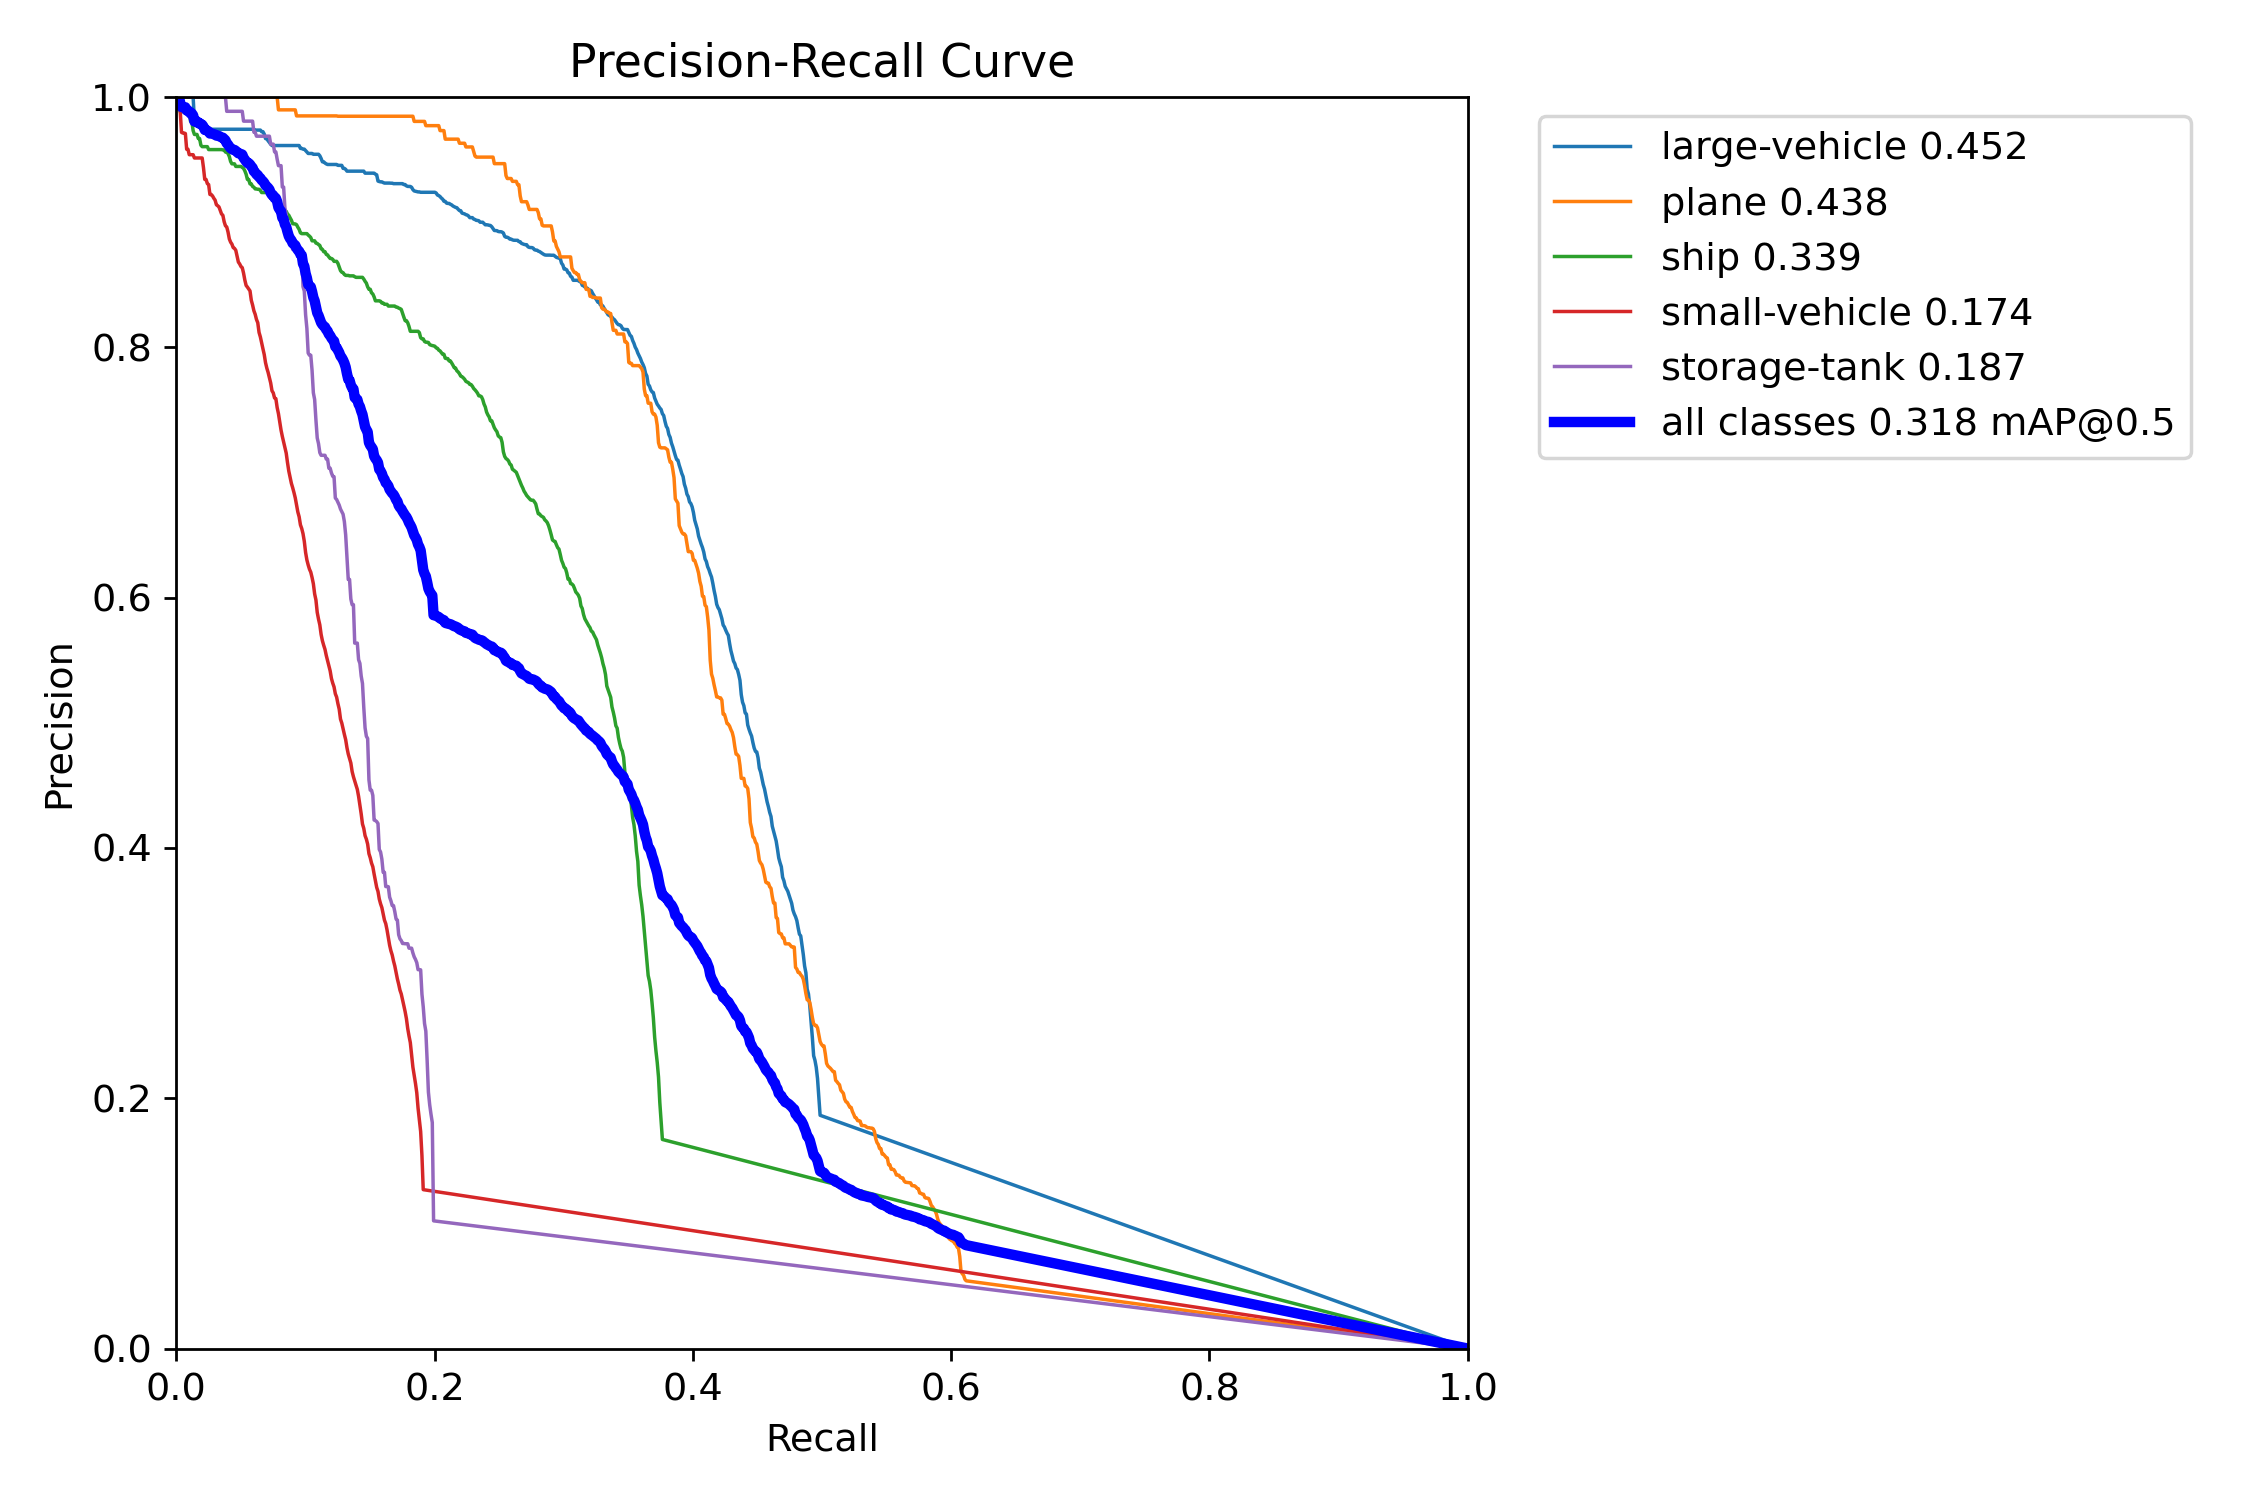 Precision-Recall Curve
1.0
0.8
0.6
0.4
0.2
0.0
Precision
0.0 0.2 0.4 0.6 0.8 1.0
Recall
large-vehicle 0.452
plane 0.438
ship 0.339
small-vehicle 0.174
storage-tank 0.187
all classes 0.318 mAP@0.5